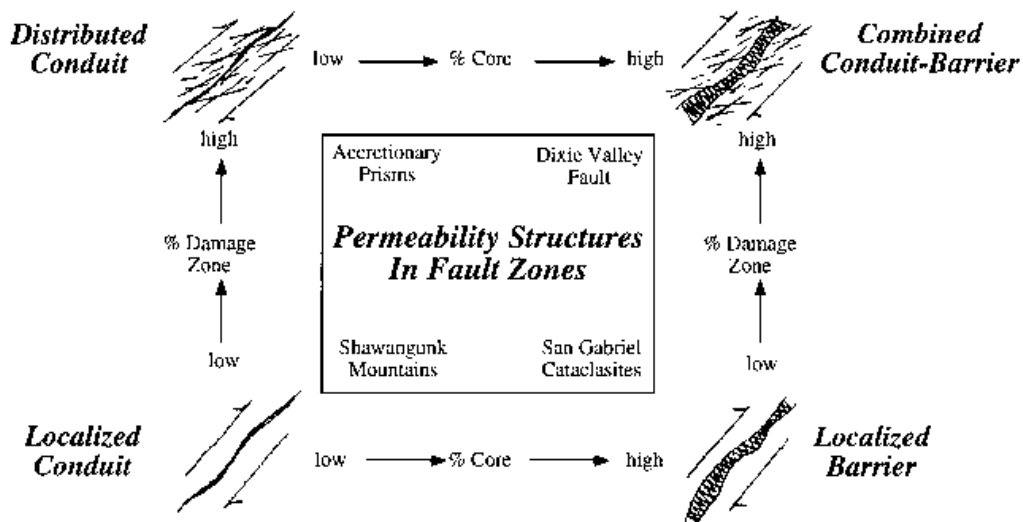 Distributed
Conduit
low
% Core
high
Combined
Conduit-Barrier
high
high
Accretionary
Prisms
Dixie Valley
Fault
% Damage
Zone
Permeability Structures
In Fault Zones
% Damage
Zone
low
Shawangunk
Mountains
San Gabriel
Cataclasites
low
Localized
Conduit
low
% Core
high
Localized
Barrier